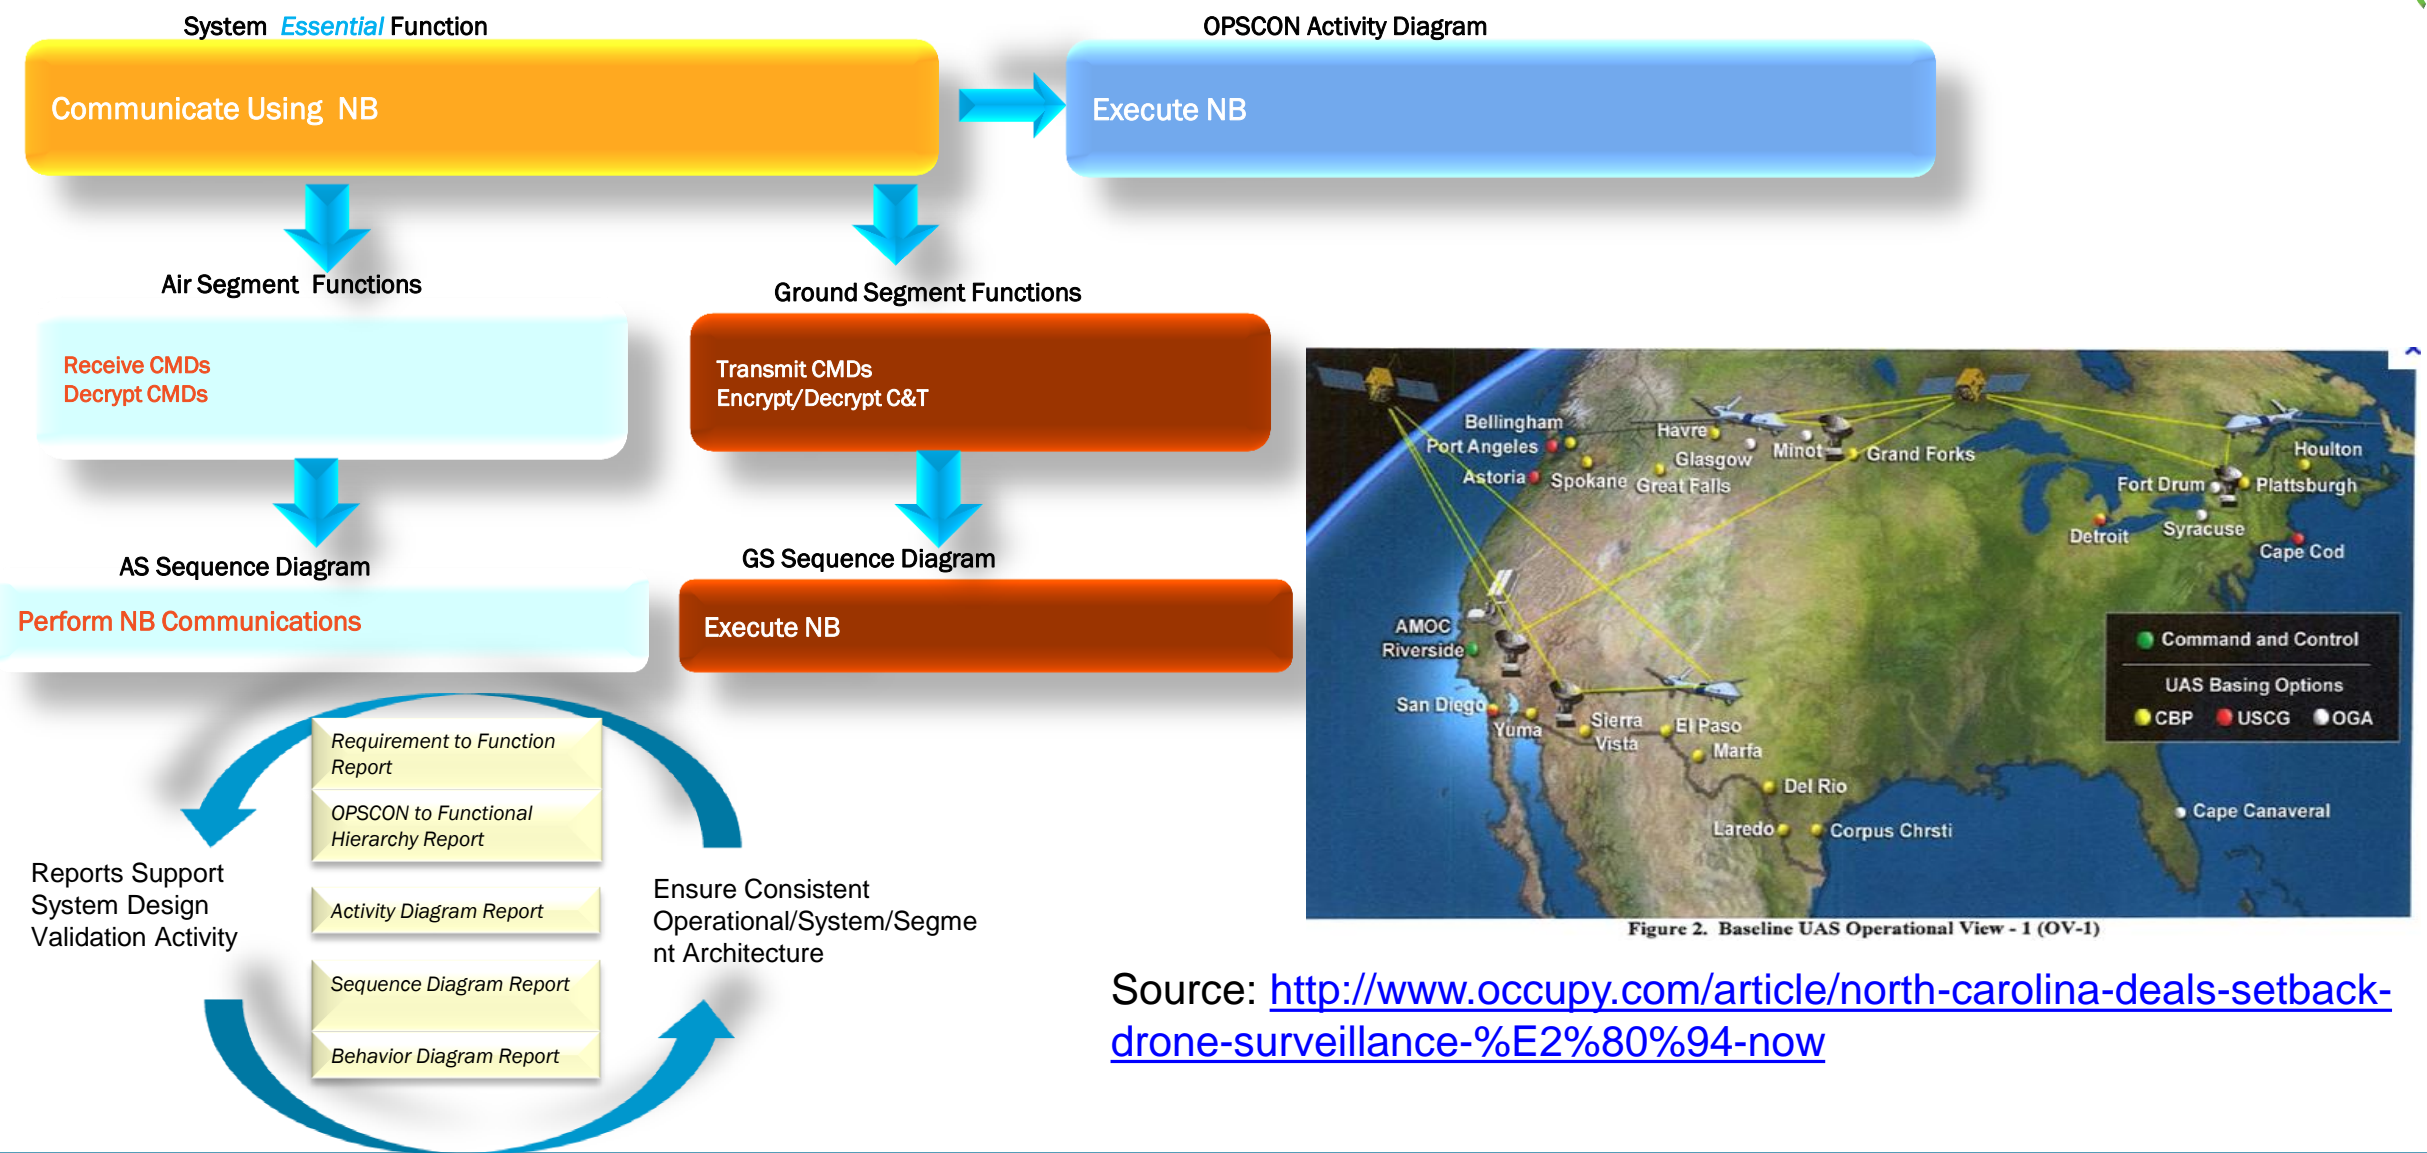 System Essential Function
Communicate Using NB
OPSCON Activity Diagram
Execute NB
Air Segment Functions
Receive CMDs
Decrypt CMDs
Ground Segment Functions
Transmit CMDs
Encrypt/Decrypt C&T
AS Sequence Diagram
Perform NB Communications
GS Sequence Diagram
Execute NB
Requirement to Function
Report
OPSCON to Functional
Hierarchy Report
Activity Diagram Report
Sequence Diagram Report
Behavior Diagram Report
Reports Support
System Design
Validation Activity
Ensure Consistent
Operational/System/Segme
nt Architecture
Bellingham
Port Angeles
Astoria
Spokane
Havre
Glasgow
Great Falls
Minot
Grand Forks
Houlton
Fort Drum
Plattsburgh
Syracuse
Detroit
Cape Cod
AMOC
Riverside
San Diego
Yuma
Sierra
Vista
El Paso
Marfa
Del Rio
Laredo
Corpus Chrsti
Cape Canaveral
Command and Control
UAS Basing Options
CBP USCG OGA
Figure 2. Baseline UAS Operational View - 1 (OV-1)
Source: http://www.occupy.com/article/north-carolina-deals-setback-
drone-surveillance-%E2%80%94-now